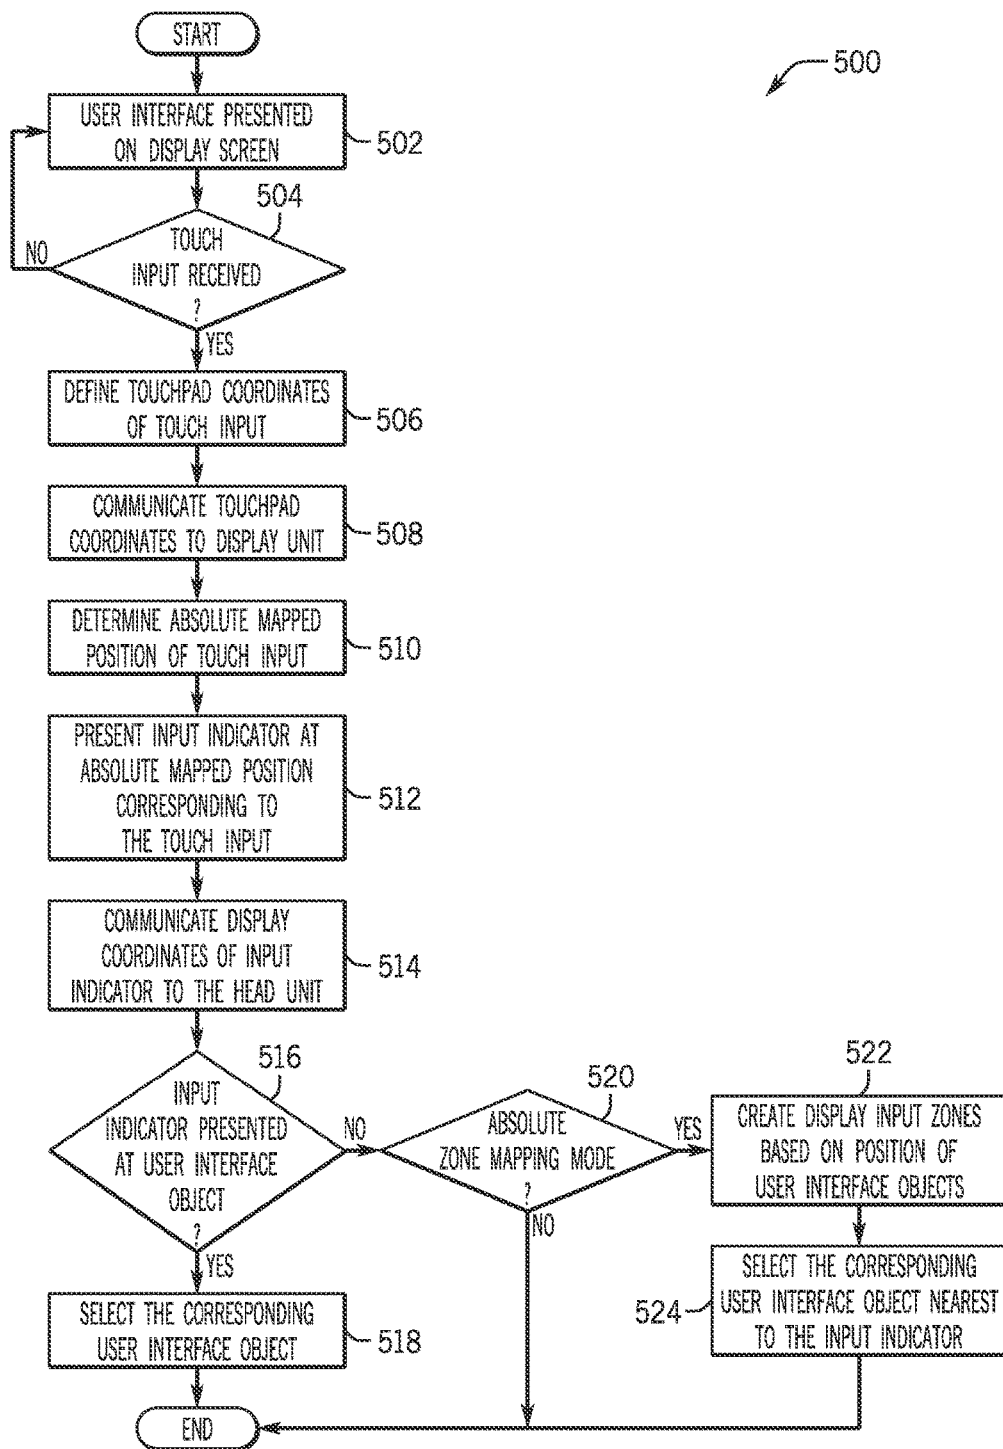 START
500
USER INTERFACE PRESENTED
ON DISPLAY SCREEN
502
504
TOUCH
INPUT RECEIVED
?
NO
YES
DEFINE TOUCHPAD COORDINATES
OF TOUCH INPUT
506
COMMUNICATE TOUCHPAD
COORDINATES TO DISPLAY UNIT
508
DETERMINE ABSOLUTE MAPPED
POSITION OF TOUCH INPUT
510
PRESENT INPUT INDICATOR AT
ABSOLUTE MAPPED POSITION
CORRESPONDING TO
THE TOUCH INPUT
512
COMMUNICATE DISPLAY
COORDINATES OF INPUT
INDICATOR TO THE HEAD UNIT
514
516
INPUT
INDICATOR PRESENTED
AT USER INTERFACE
OBJECT
?
NO
YES
520
ABSOLUTE
ZONE MAPPING MODE
?
YES
NO
522
CREATE DISPLAY INPUT ZONES
BASED ON POSITION OF
USER INTERFACE OBJECTS
SELECT THE CORRESPONDING
USER INTERFACE OBJECT NEAREST
TO THE INPUT INDICATOR
524
SELECT THE CORRESPONDING
USER INTERFACE OBJECT
518
END